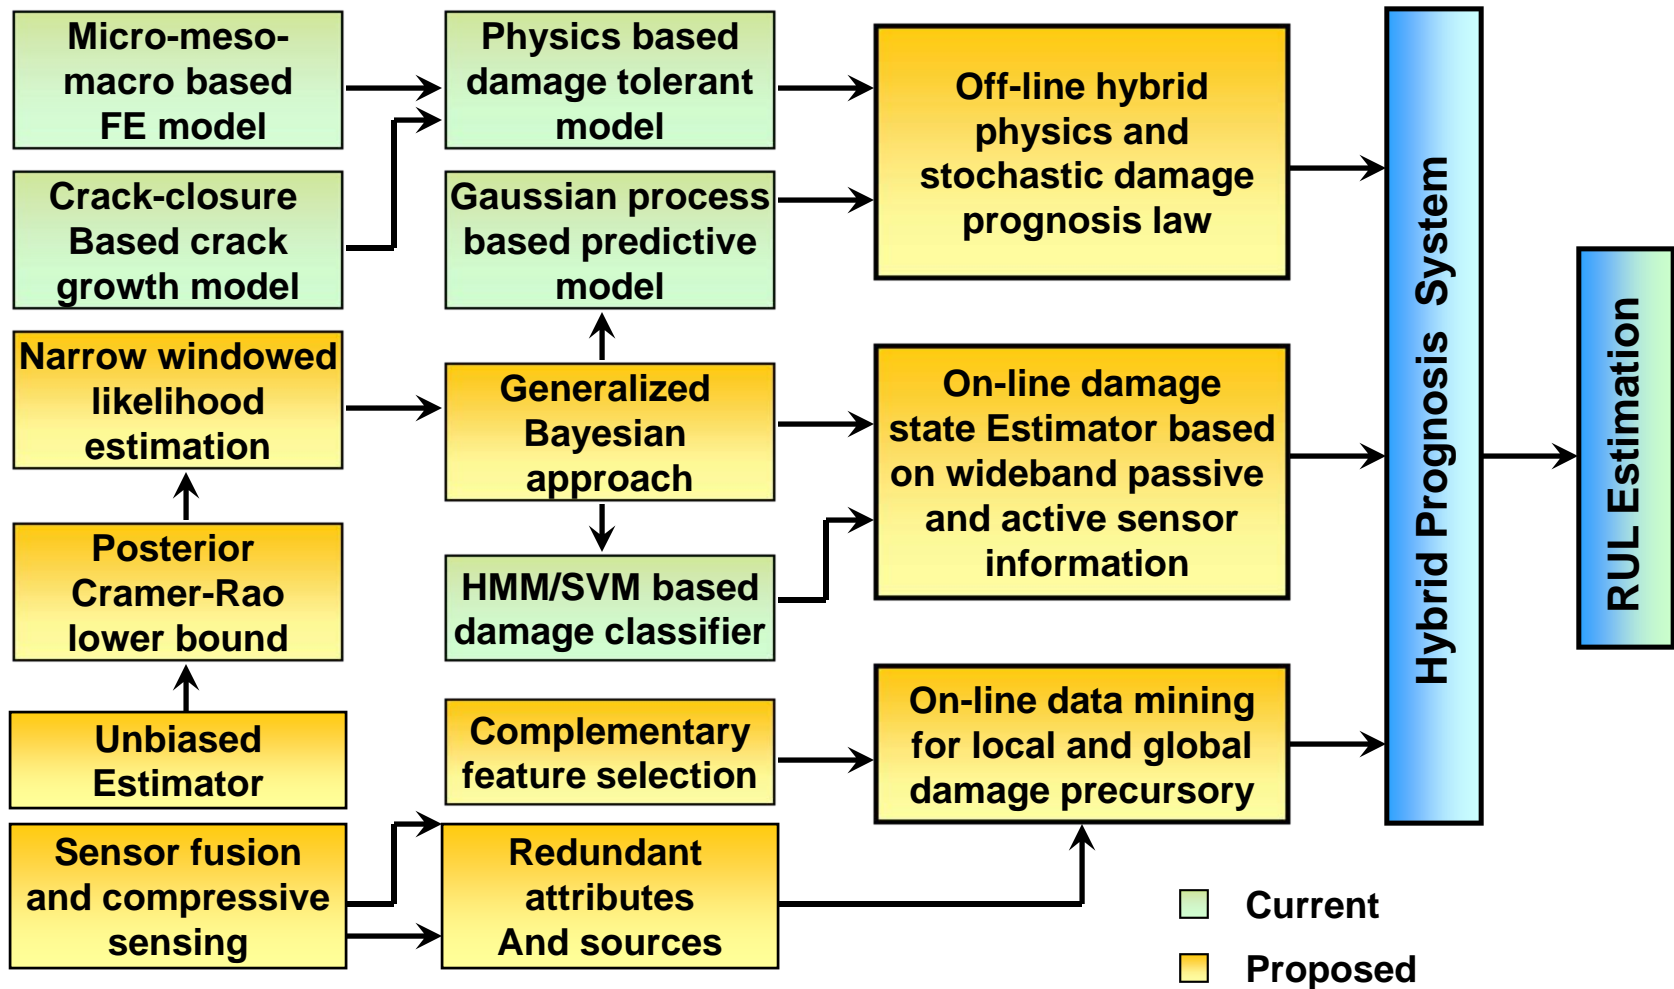 Micro-meso-
macro based
FE model
Physics based
damage tolerant
model
Off-line hybrid
physics and
stochastic damage
prognosis law
Crack-closure
Based crack
growth model
Gaussian process
based predictive
model
Narrow windowed
likelihood
estimation
Generalized
Bayesian
approach
On-line damage
state Estimator based
on wideband passive
and active sensor
information
Posterior
Cramer-Rao
lower bound
HMM/SVM based
damage classifier
Unbiased
Estimator
Complementary
feature selection
On-line data mining
for local and global
damage precursory
Sensor fusion
and compressive
sensing
Redundant
attributes
And sources
Hybrid Prognosis System
RUL Estimation
Current
Proposed